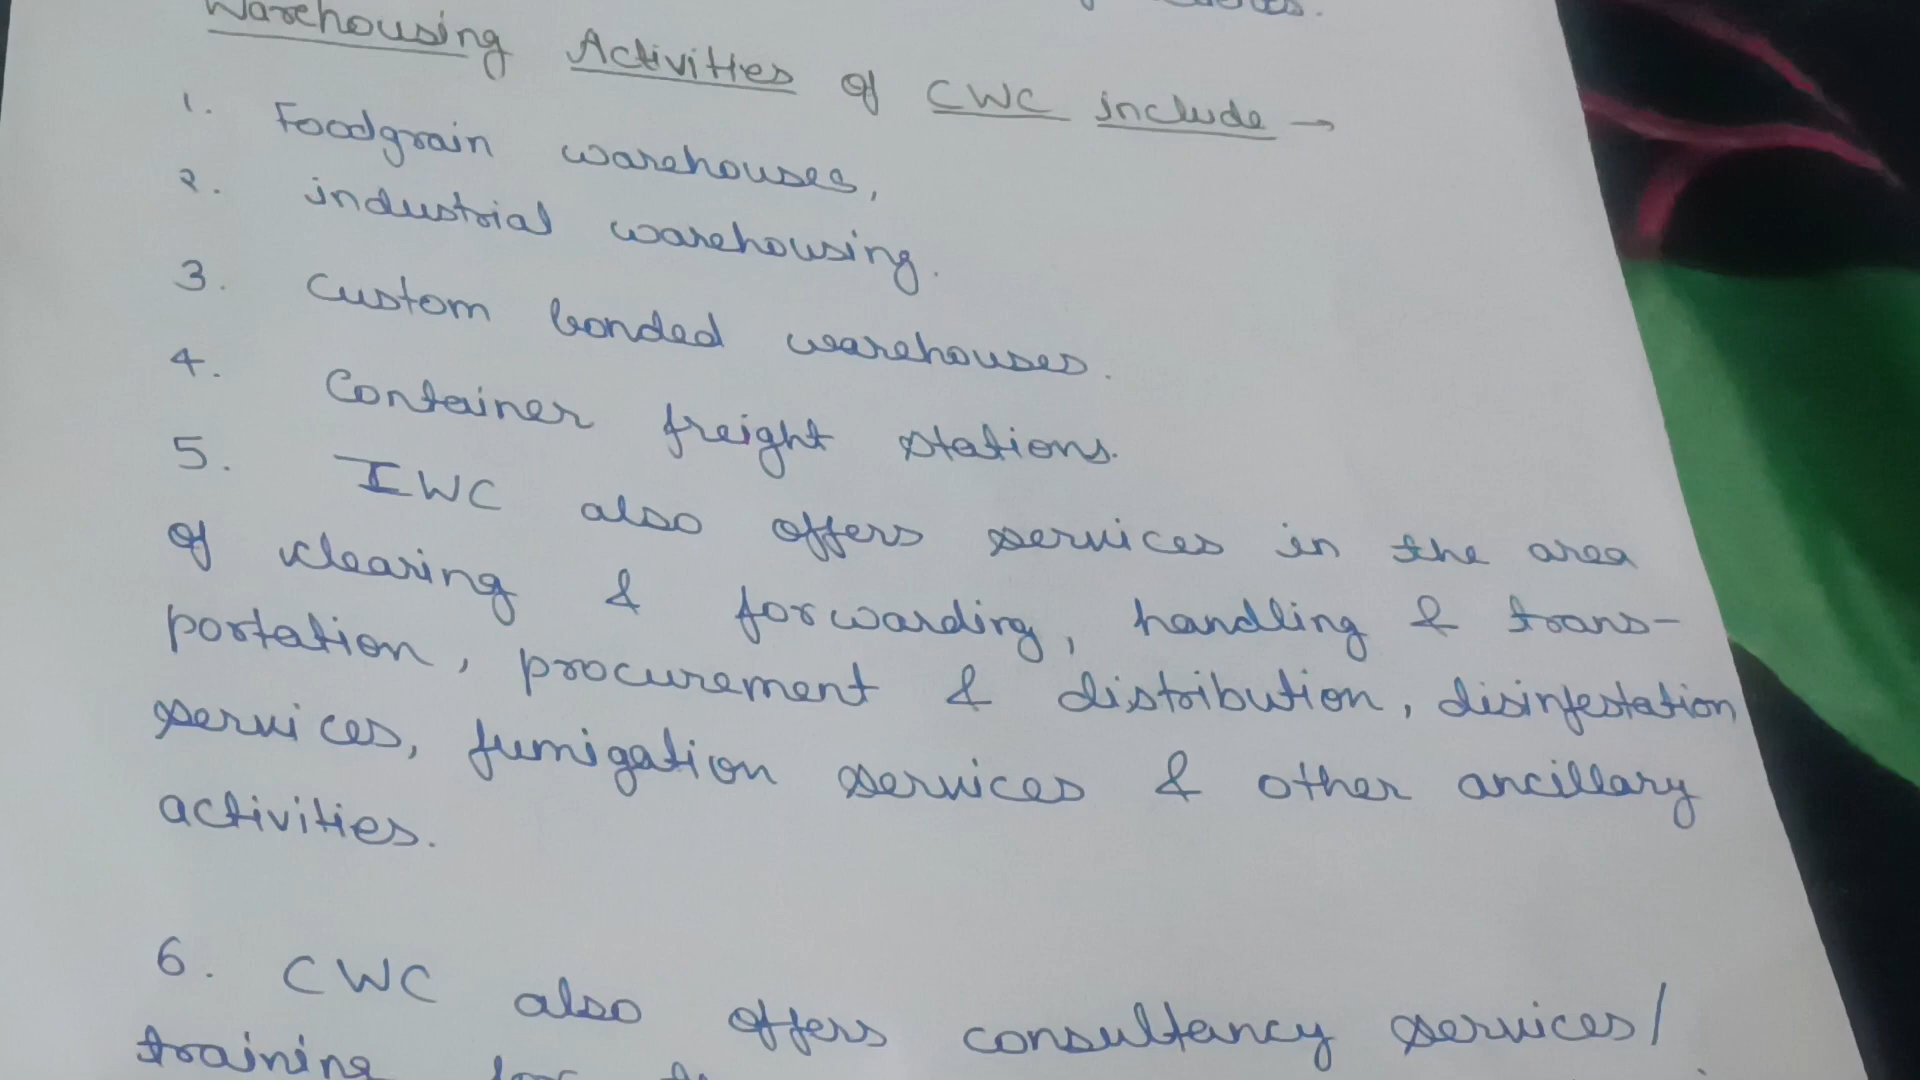 Warehousing Activities of CWC include →
1. Foodgrain warehouses,
2. industrial warehousing.
3. Custom bonded warehouses.
4. Container freight stations.
5. IWC also offers services in the area
of clearing & forwarding, handling & trans-
portation, procurement & distribution, disinfestation
services, fumigation services & other ancillary
activities.
6. CWC also offers consultancy services/
training